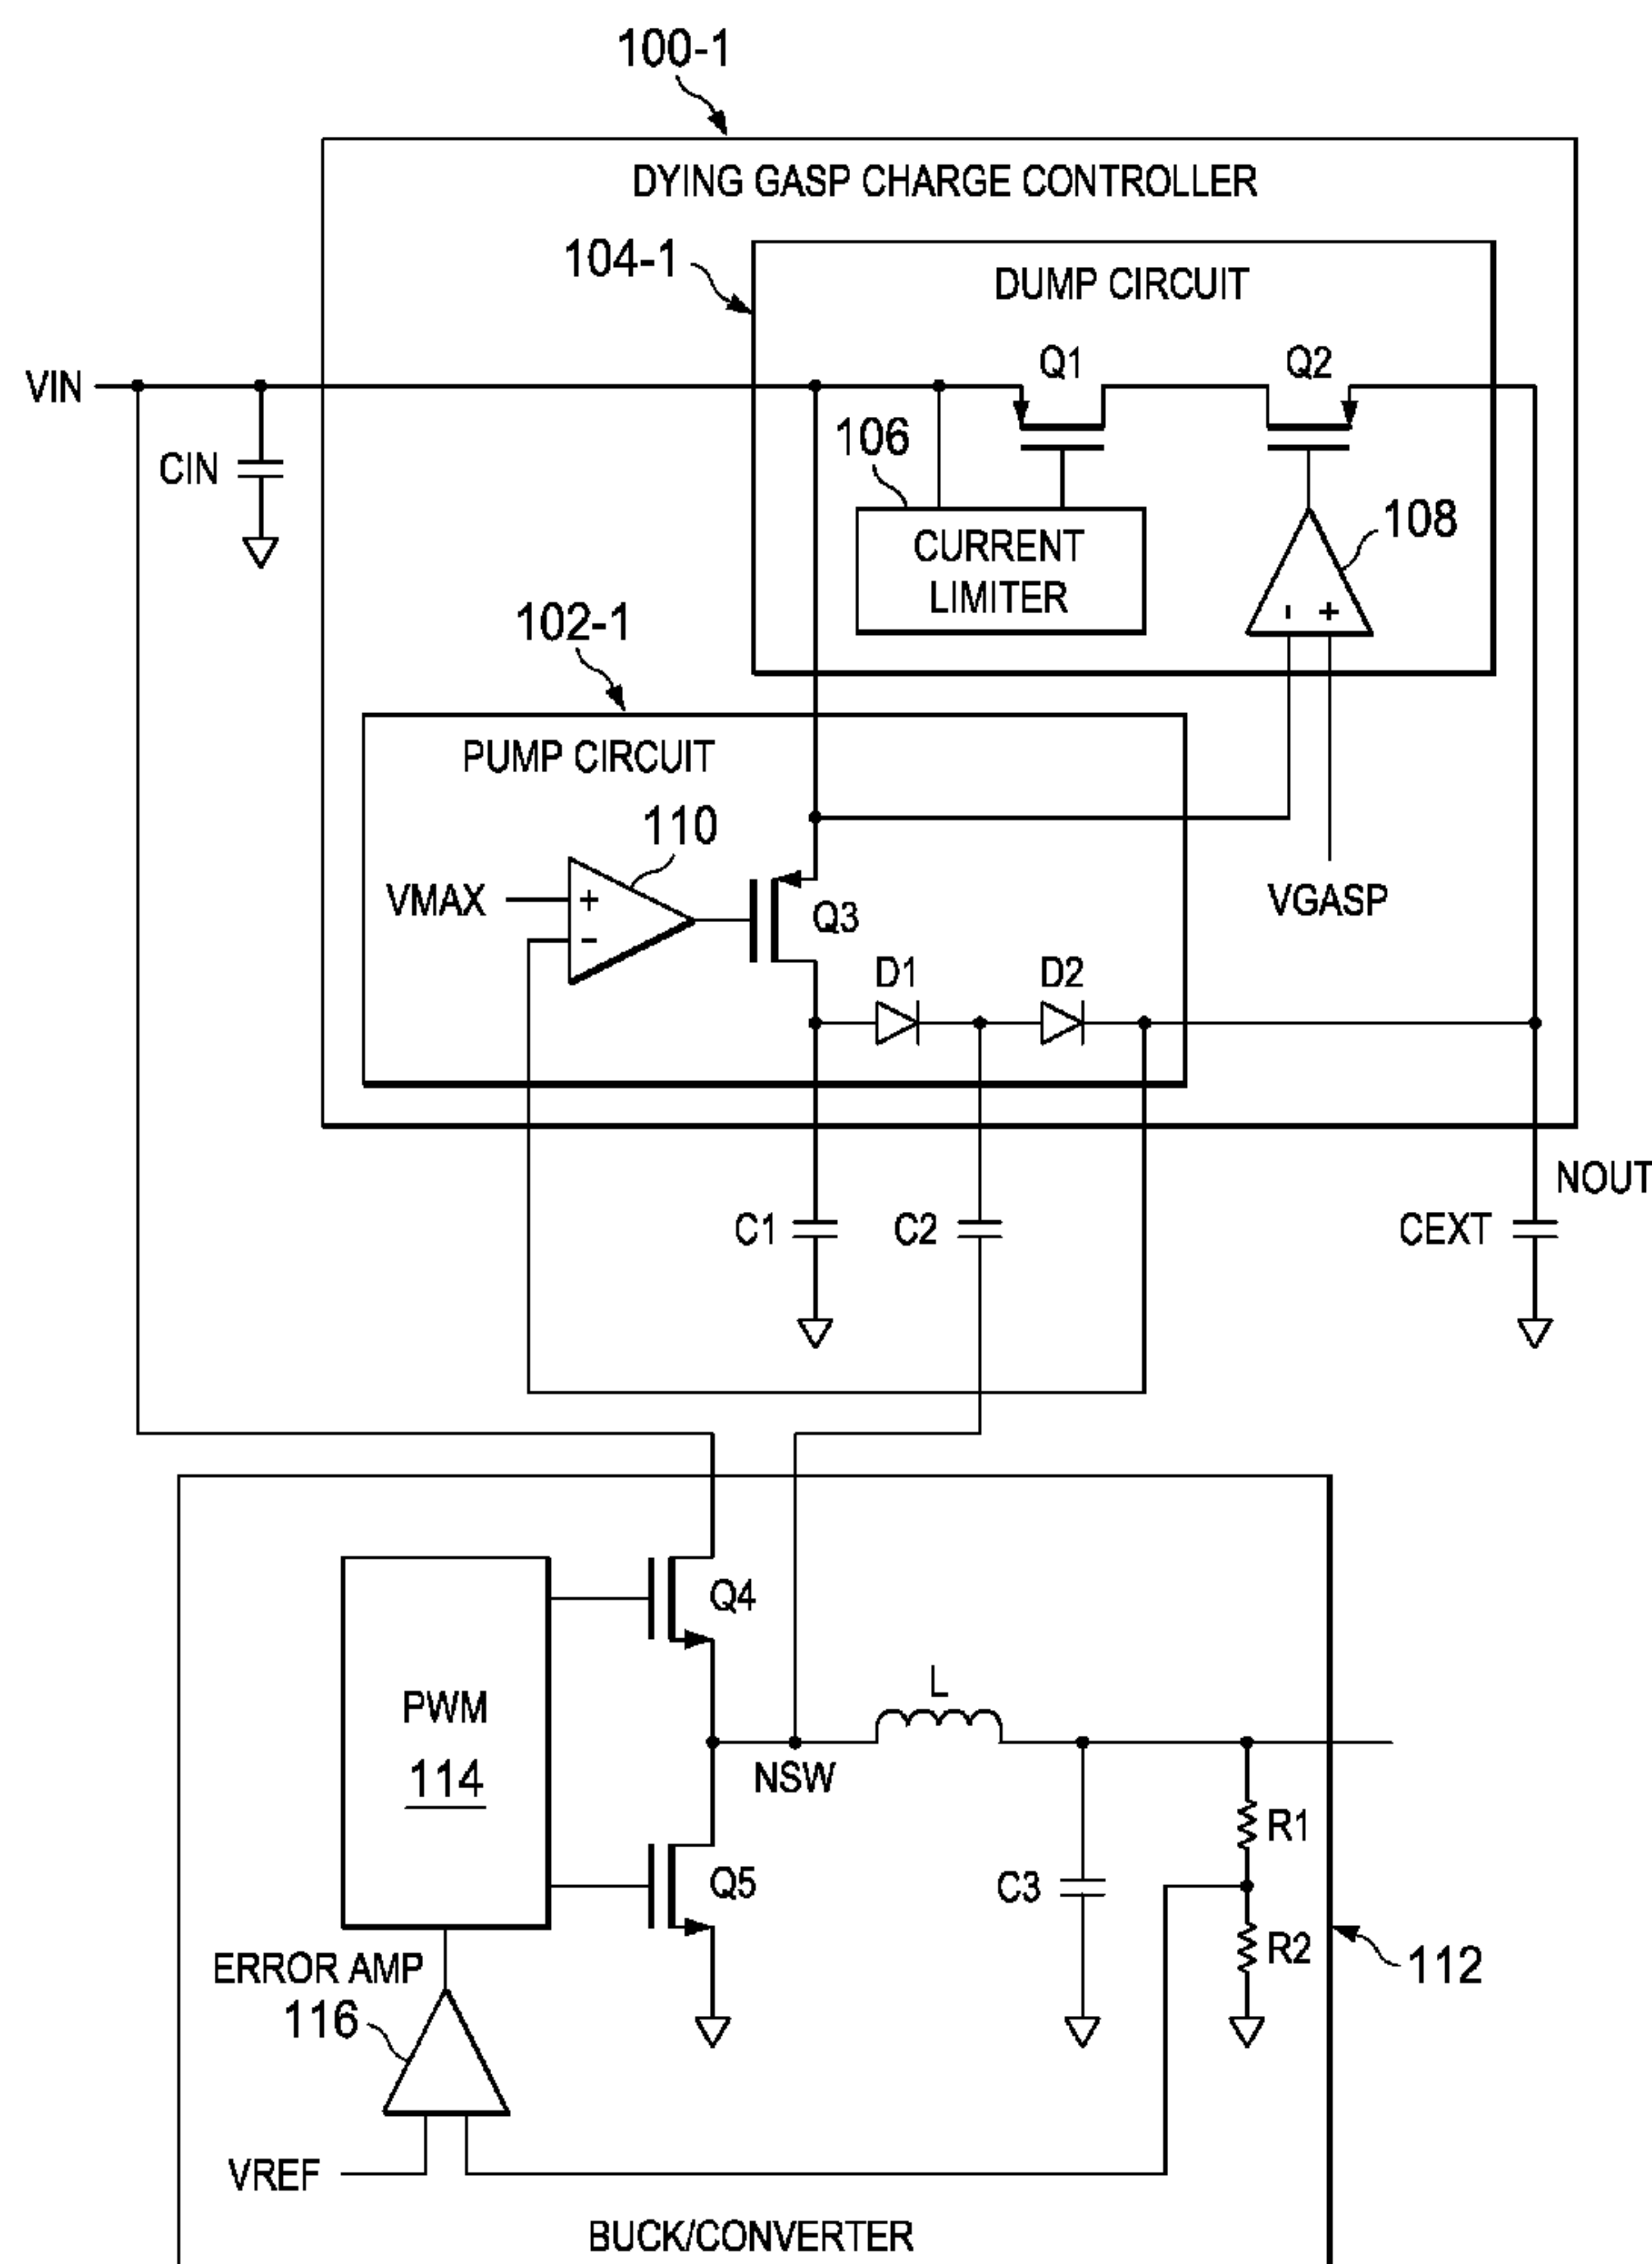 100-1
DYING GASP CHARGE CONTROLLER
104-1
DUMP CIRCUIT
Q1
Q2
VIN
106
CIN
108
CURRENT
LIMITER
- +
102-1
PUMP CIRCUIT
110
VMAX
+
-
Q3
VGASP
D1
D2
NOUT
C1
C2
CEXT
Q4
L
PWM
114
NSW
R1
Q5
C3
R2
ERROR AMP
116
112
VREF
BUCK/CONVERTER